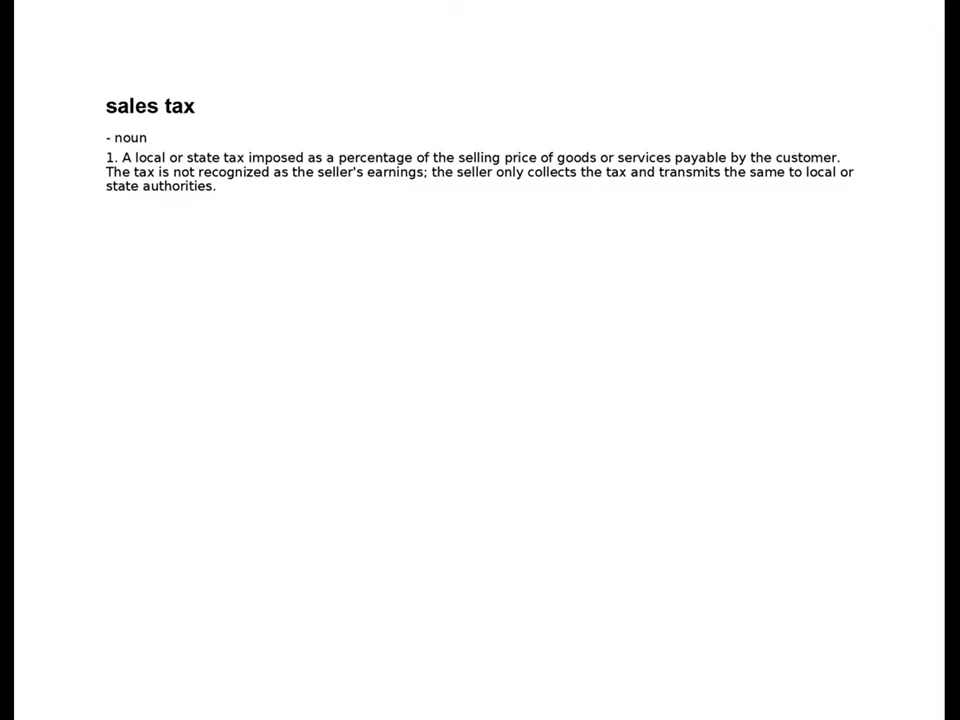 sales tax
- noun
1. A local or state tax imposed as a percentage of the selling price of goods or services payable by the customer.
The tax is not recognized as the seller's earnings; the seller only collects the tax and transmits the same to local or
state authorities.